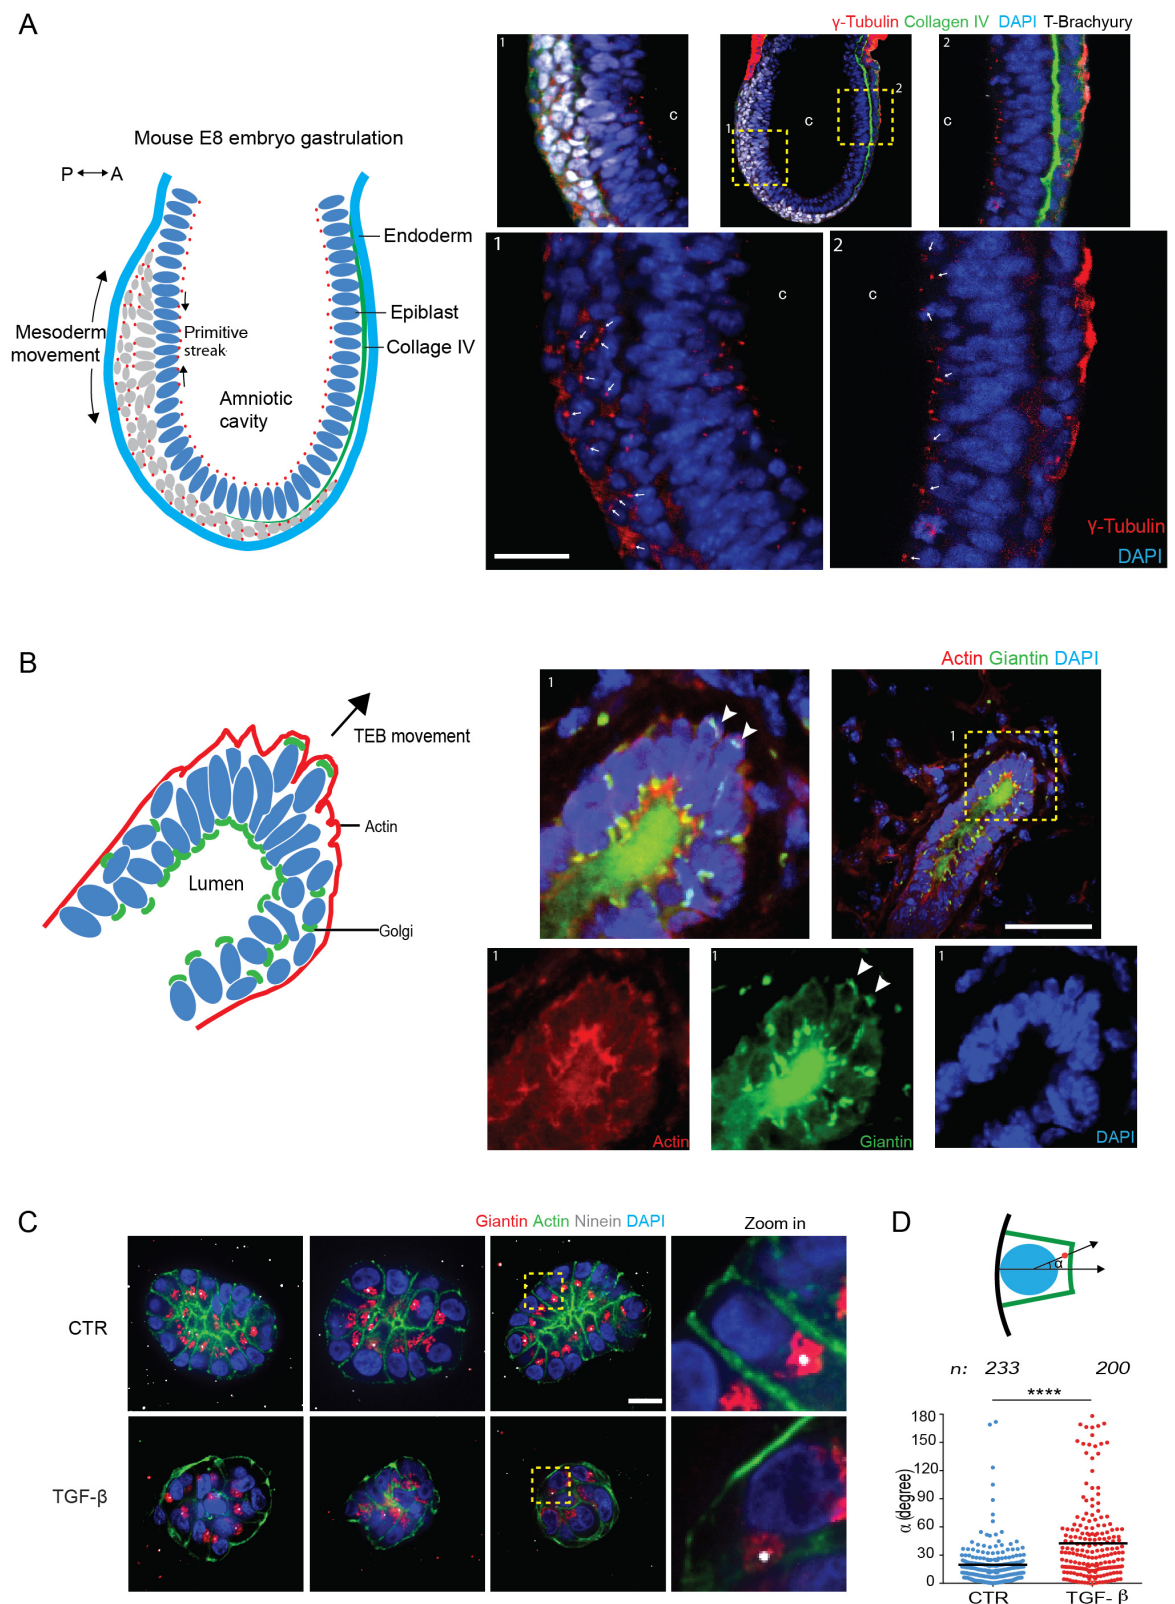 A
γ-Tubulin Collagen IV DAPI T-Brachyury
Mouse E8 embryo gastrulation
P A
Endoderm
Epiblast
Collage IV
Mesoderm
movement
Primitive
streak
Amniotic
cavity
1
c
1
2
c
2
c
1
c
2
c
γ-Tubulin
DAPI
B
Actin Giantin DAPI
TEB movement
Actin
Lumen
Golgi
1
1
1
Actin
1
Giantin
1
DAPI
C
Giantin Actin Ninein DAPI
Zoom in
CTR
TGF-β
D
α
n: 233 200
****
180
150
120
90
60
30
0
α (degree)
CTR TGF- β